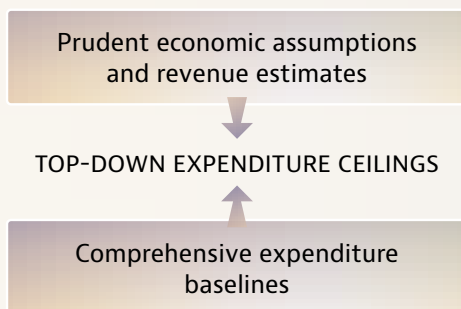 Prudent economic assumptions
and revenue estimates
TOP-DOWN EXPENDITURE CEILINGS
Comprehensive expenditure
baselines